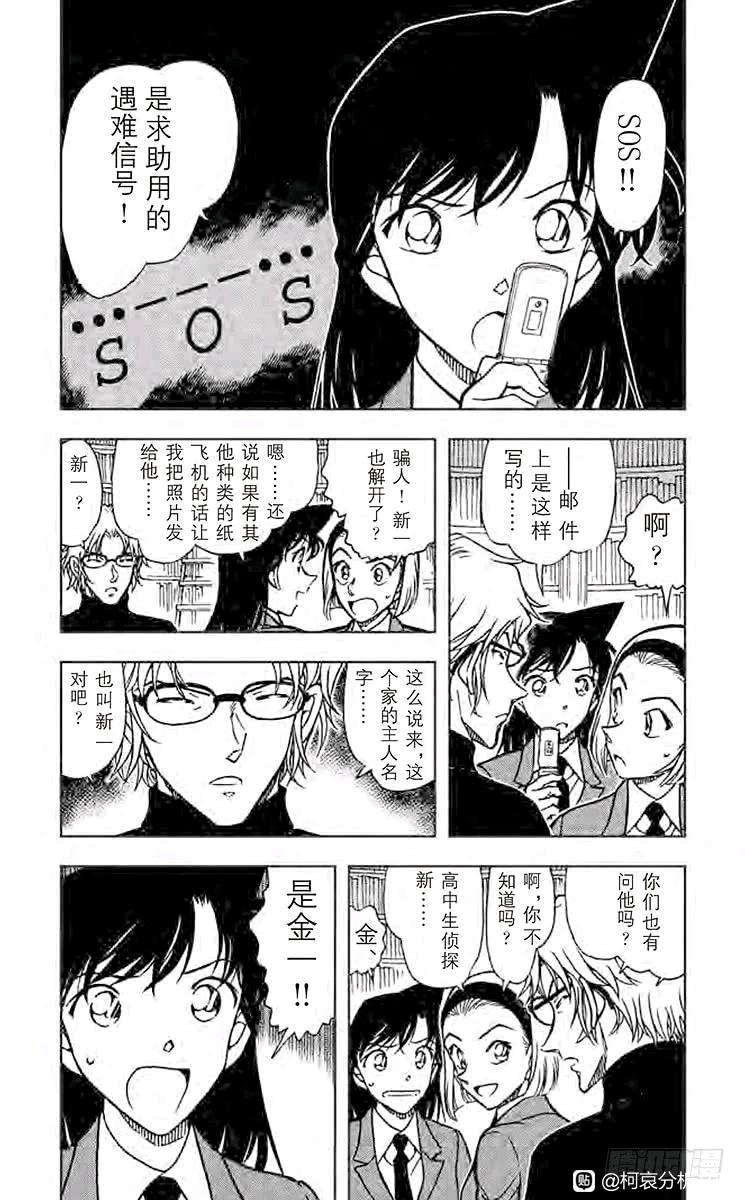 SOS!!
是求助用的
遇难信号！
S O S
啊？
——邮件
上是这样
写的……
骗人！新一
也解开了？
嗯……还
说如果有其
他种类的纸
飞机的话让
我把照片发
给他……
新一？
这么说来，这
个家的主人名
字……
也叫新一
对吧？
你们也有
问他吗？
啊，你不
知道吗？
高中生侦探
新……
金、
是金一!!
贴 @柯哀分析